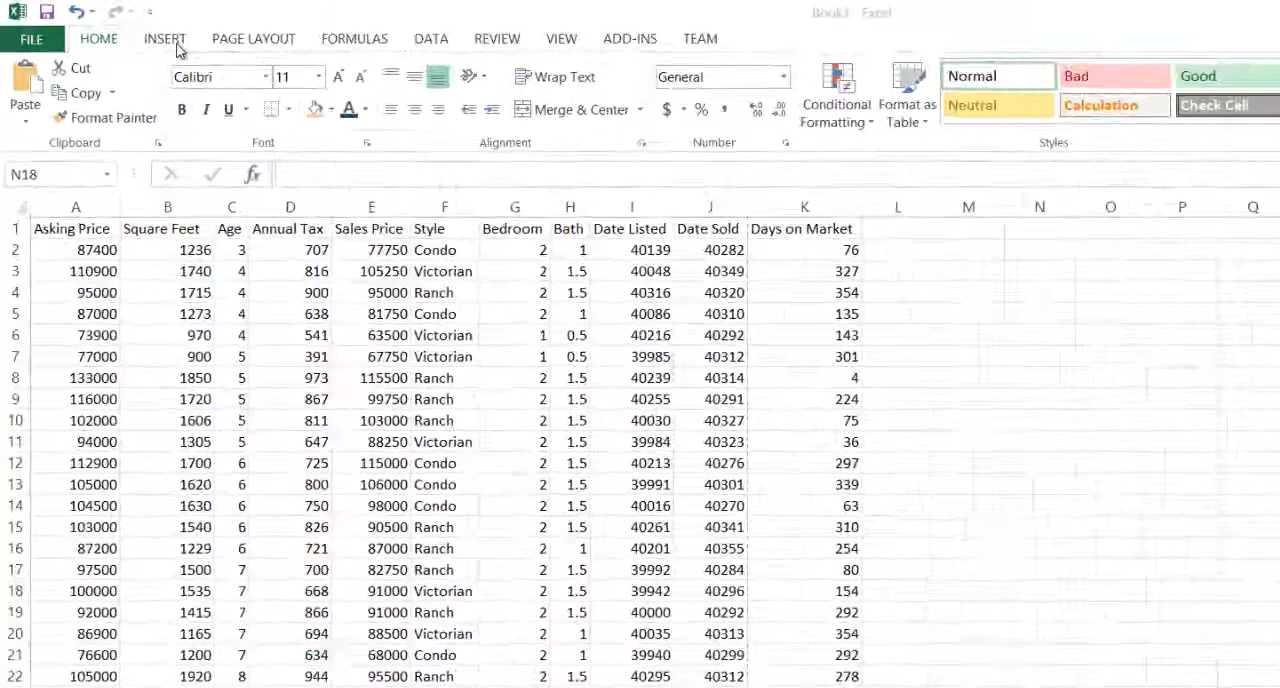 Book1 - Excel
FILE HOME INSERT PAGE LAYOUT FORMULAS DATA REVIEW VIEW ADD-INS TEAM
Cut Calibri 11 Wrap Text General Normal Bad Good
Paste Copy Conditional Formatting Format as Table
Format Painter B I U A Merge & Center $ % , Neutral Calculation Check Cell
Clipboard Font Alignment Number Styles
N18 fx
A B C D E F G H I J K L M N O P Q
1 Asking Price Square Feet Age Annual Tax Sales Price Style Bedroom Bath Date Listed Date Sold Days on Market
2 87400 1236 3 707 77750 Condo 2 1 40139 40282 76
3 110900 1740 4 816 105250 Victorian 2 1.5 40048 40349 327
4 95000 1715 4 900 95000 Ranch 2 1.5 40316 40320 354
5 87000 1273 4 638 81750 Condo 2 1 40086 40310 135
6 73900 970 4 541 63500 Victorian 1 0.5 40216 40292 143
7 77000 900 5 391 67750 Victorian 1 0.5 39985 40312 301
8 133000 1850 5 973 115500 Ranch 2 1.5 40239 40314 4
9 116000 1720 5 867 99750 Ranch 2 1.5 40255 40291 224
10 102000 1606 5 811 103000 Ranch 2 1.5 40030 40327 75
11 94000 1305 5 647 88250 Victorian 2 1.5 39984 40323 36
12 112900 1700 6 725 115000 Condo 2 1.5 40213 40276 297
13 105000 1620 6 800 106000 Condo 2 1.5 39991 40301 339
14 104500 1630 6 750 98000 Condo 2 1.5 40016 40270 63
15 103000 1540 6 826 90500 Ranch 2 1.5 40261 40341 310
16 87200 1229 6 721 87000 Ranch 2 1 40201 40355 254
17 97500 1500 7 700 82750 Ranch 2 1.5 39992 40284 80
18 100000 1535 7 668 91000 Victorian 2 1.5 39942 40296 154
19 92000 1415 7 866 91000 Ranch 2 1.5 40000 40292 292
20 86900 1165 7 694 88500 Victorian 2 1 40035 40313 354
21 76600 1200 7 634 68000 Condo 2 1 39940 40299 292
22 105000 1920 8 944 95500 Ranch 2 1.5 40295 40312 278